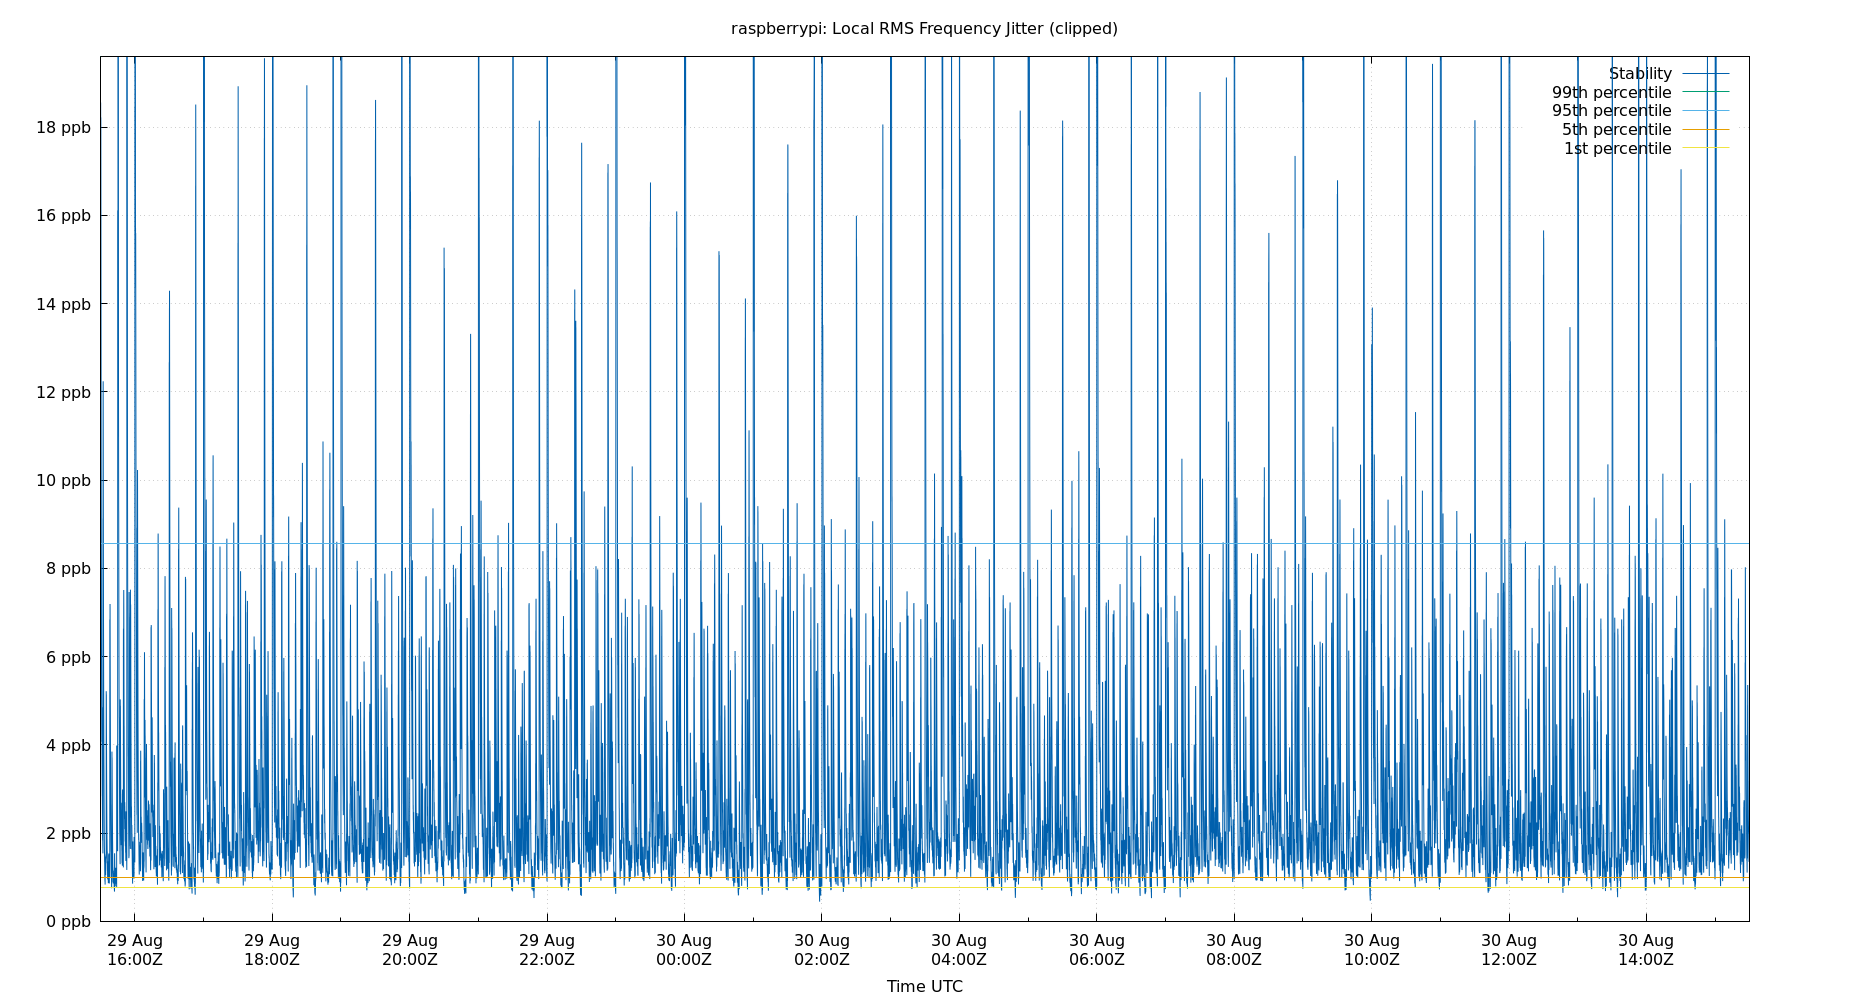 raspberrypi: Local RMS Frequency Jitter (clipped)
Stability
99th percentile
95th percentile
5th percentile
1st percentile
18 ppb
16 ppb
14 ppb
12 ppb
10 ppb
8 ppb
6 ppb
4 ppb
2 ppb
0 ppb
29 Aug 29 Aug 29 Aug 29 Aug 30 Aug 30 Aug 30 Aug 30 Aug 30 Aug 30 Aug 30 Aug 30 Aug
16:00Z 18:00Z 20:00Z 22:00Z 00:00Z 02:00Z 04:00Z 06:00Z 08:00Z 10:00Z 12:00Z 14:00Z
Time UTC